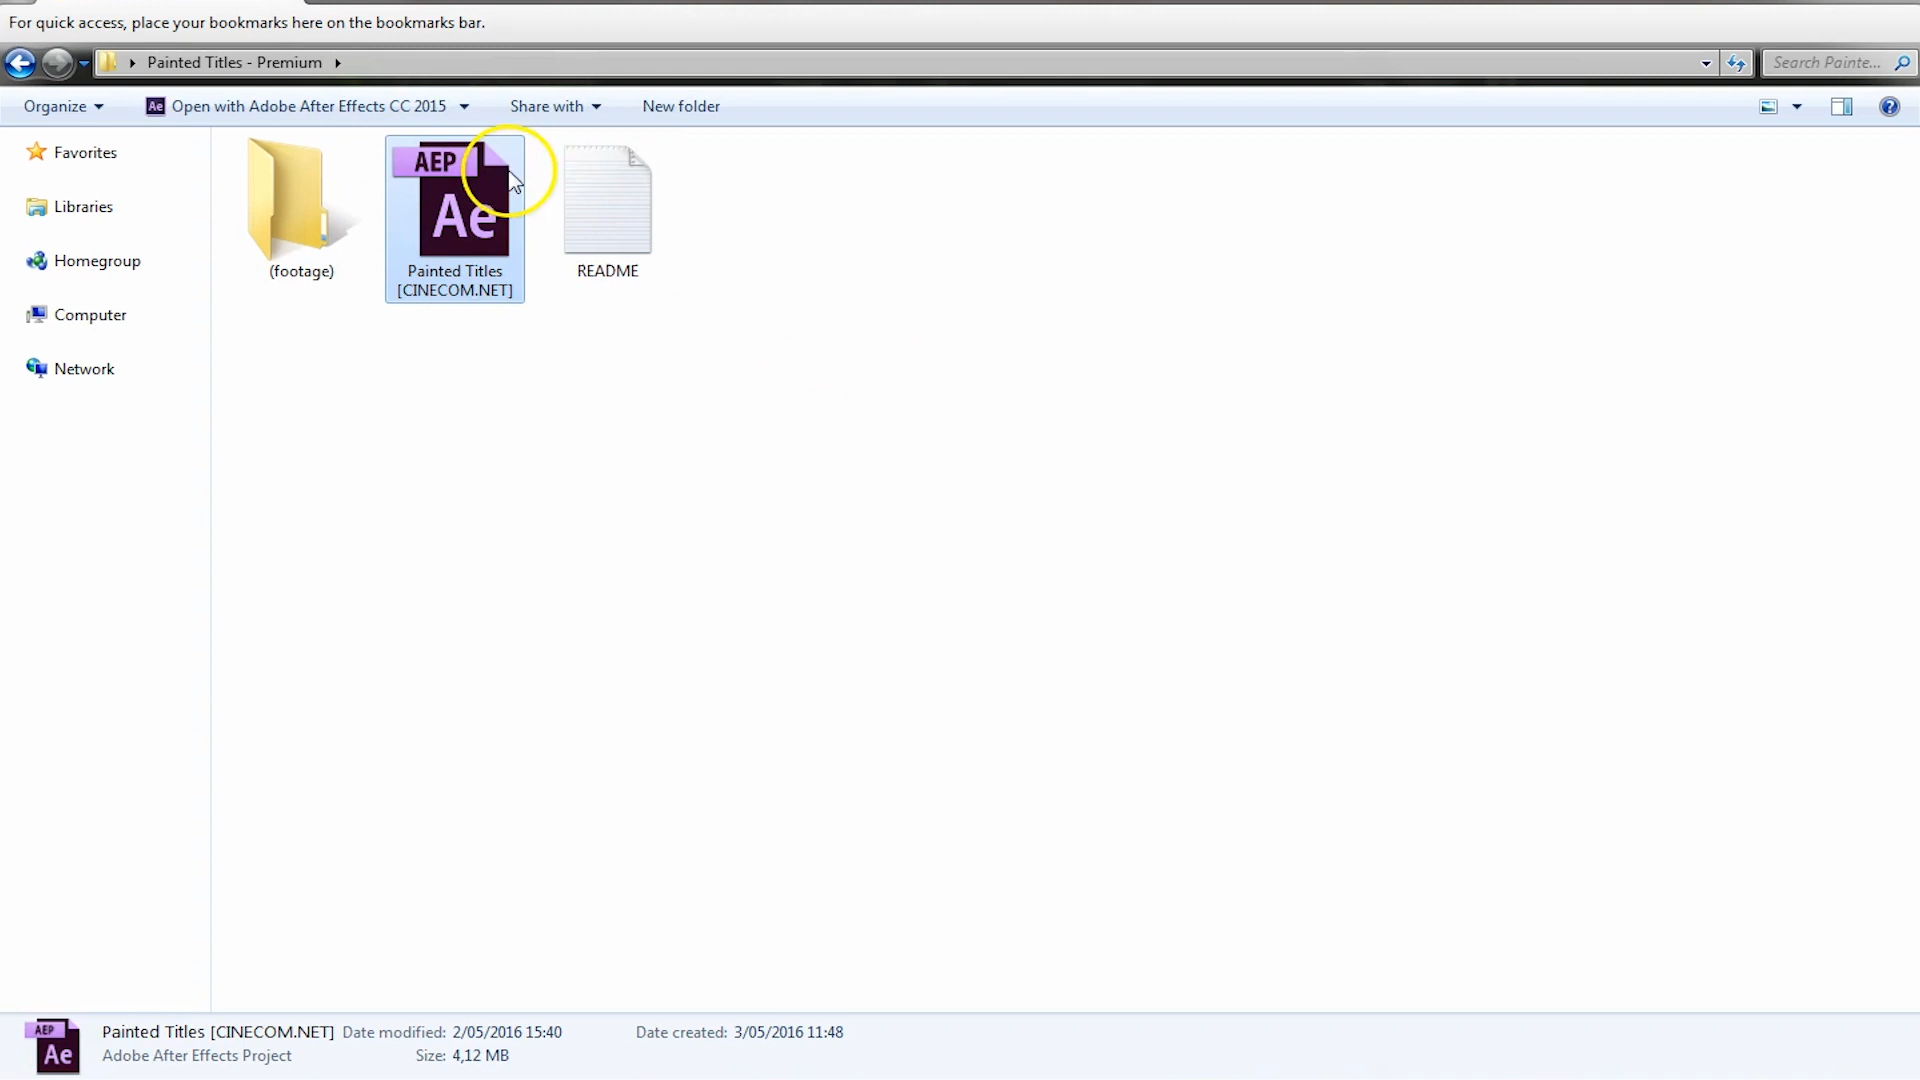 For quick access, place your bookmarks here on the bookmarks bar.
Painted Titles - Premium
Search Painte...
Organize
Ae Open with Adobe After Effects CC 2015
Share with
New folder
Favorites
Libraries
Homegroup
Computer
Network
(footage)
AEP
Ae
Painted Titles
[CINECOM.NET]
README
AEP
Ae
Painted Titles [CINECOM.NET] Date modified: 2/05/2016 15:40 Date created: 3/05/2016 11:48
Adobe After Effects Project Size: 4,12 MB